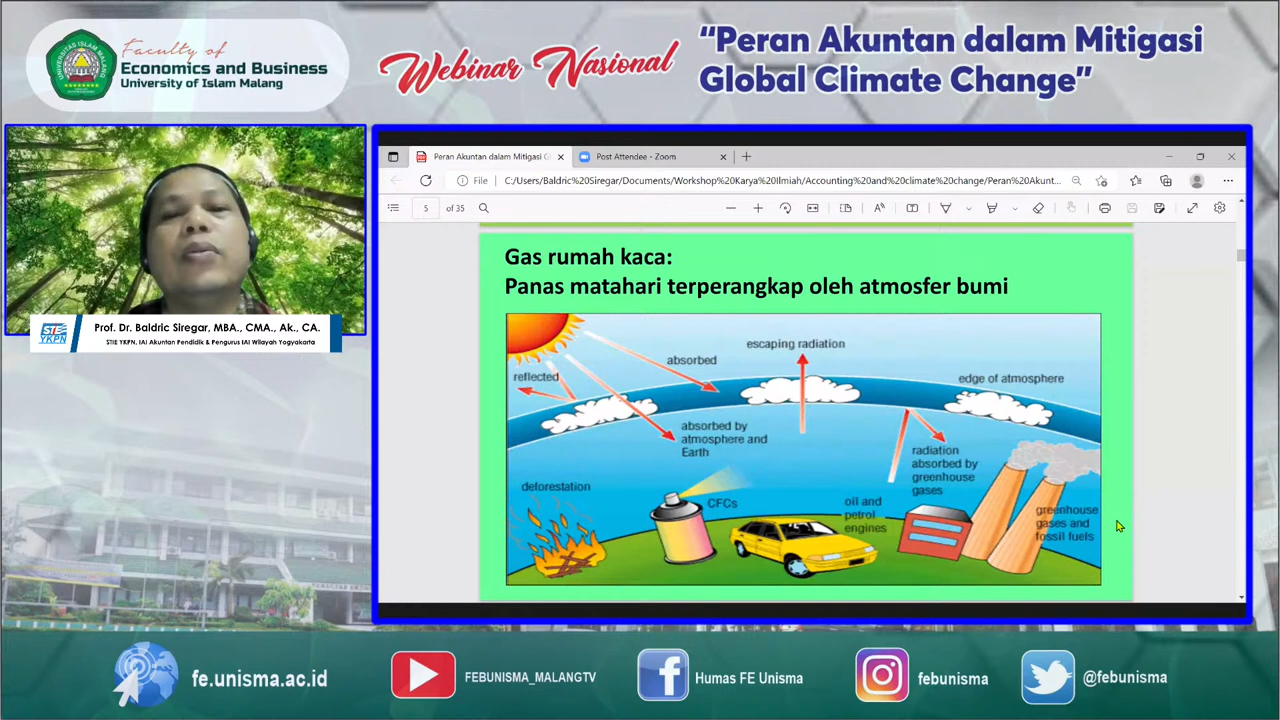 Faculty of
Economics and Business
University of Islam Malang
UNIVERSITAS ISLAM MALANG
Webinar Nasional
“Peran Akuntan dalam Mitigasi
Global Climate Change”
Prof. Dr. Baldric Siregar, MBA., CMA., Ak., CA.
STIE YKPN, IAI Akuntan Pendidik & Pengurus IAI Wilayah Yogyakarta
STIE
YKPN
Peran Akuntan dalam Mitigasi G
Post Attendee - Zoom
File
C:/Users/Baldric%20Siregar/Documents/Workshop%20Karya%20Ilmiah/Accounting%20and%20climate%20change/Peran%20Akunt...
5 of 35
Gas rumah kaca:
Panas matahari terperangkap oleh atmosfer bumi
escaping radiation
absorbed
reflected
edge of atmosphere
absorbed by
atmosphere and
Earth
radiation
absorbed by
greenhouse
gases
deforestation
CFCs
oil and
petrol
engines
greenhouse
gases and
fossil fuels
fe.unisma.ac.id
FEBUNISMA_MALANGTV
Humas FE Unisma
febunisma
@febunisma